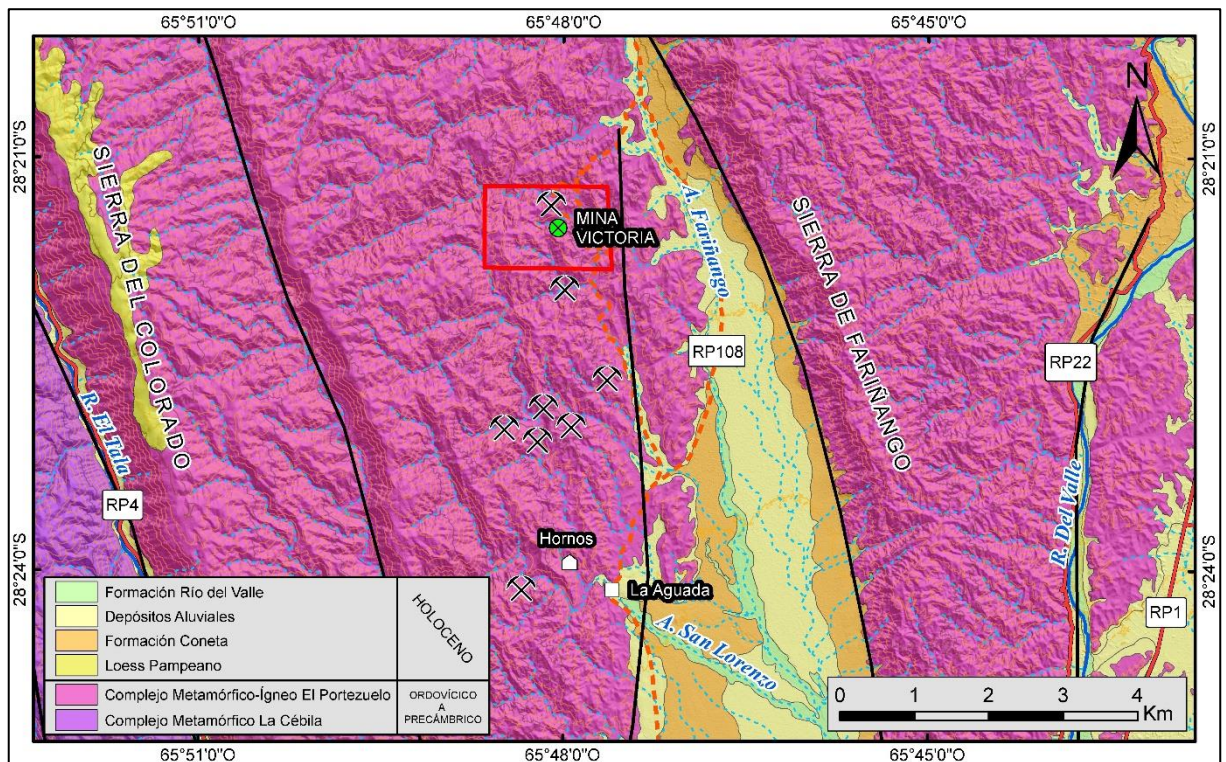 65°51'0"O
65°48'0"O
65°45'0"O
N
28°21'0"S
28°21'0"S
SIERRA DEL COLORADO
MINA
VICTORIA
A. Fariñango
SIERRA DE FARIÑANGO
RP108
RP22
R. El Tala
RP4
R. Del Valle
Hornos
28°24'0"S
28°24'0"S
La Aguada
RP1
A. San Lorenzo
Formación Río del Valle
Depósitos Aluviales
Formación Coneta
Loess Pampeano
HOLOCENO
Complejo Metamórfico-Ígneo El Portezuelo
Complejo Metamórfico La Cébila
ORDOVÍCICO
A
PRECÁMBRICO
0 1 2 3 4
Km
65°51'0"O
65°48'0"O
65°45'0"O